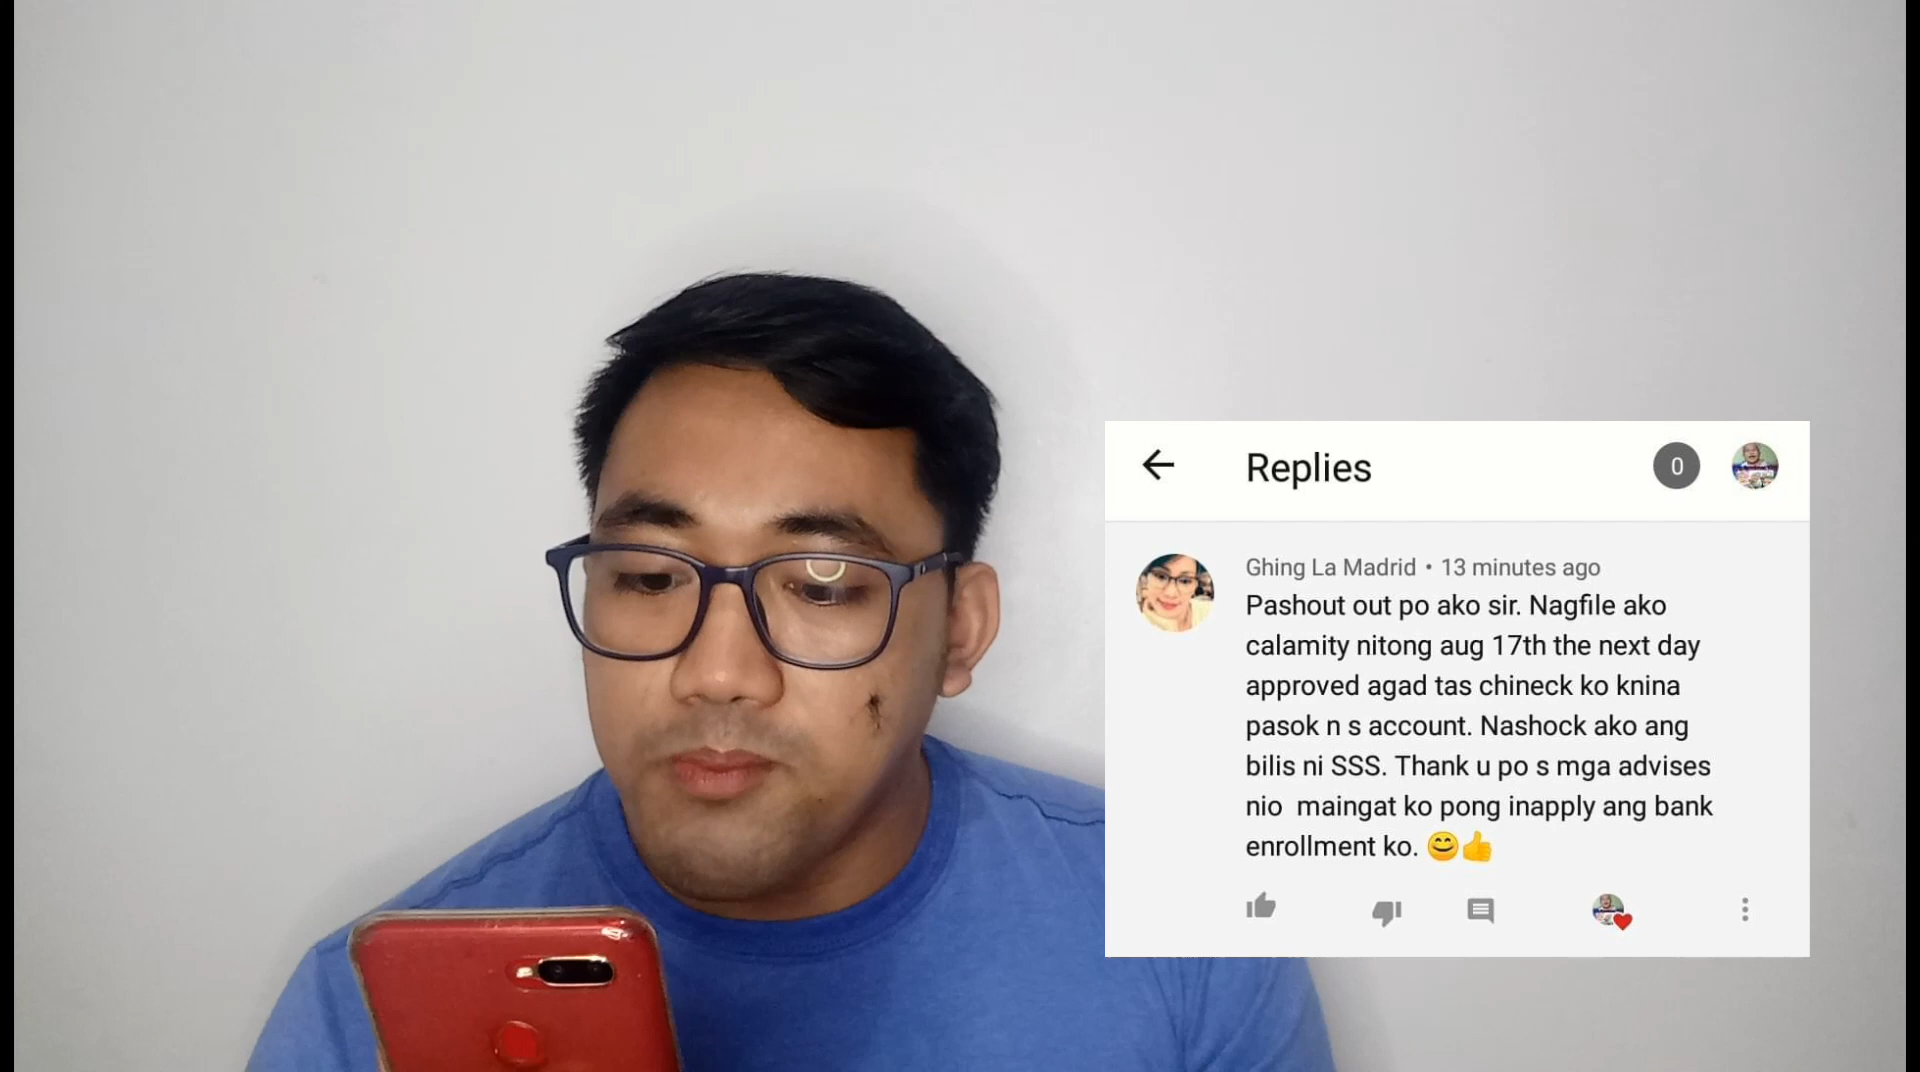 Replies
0
Ghing La Madrid • 13 minutes ago
Pashout out po ako sir. Nagfile ako
calamity nitong aug 17th the next day
approved agad tas chineck ko knina
pasok n s account. Nashock ako ang
bilis ni SSS. Thank u po s mga advises
nio  maingat ko pong inapply ang bank
enrollment ko. 😊👍